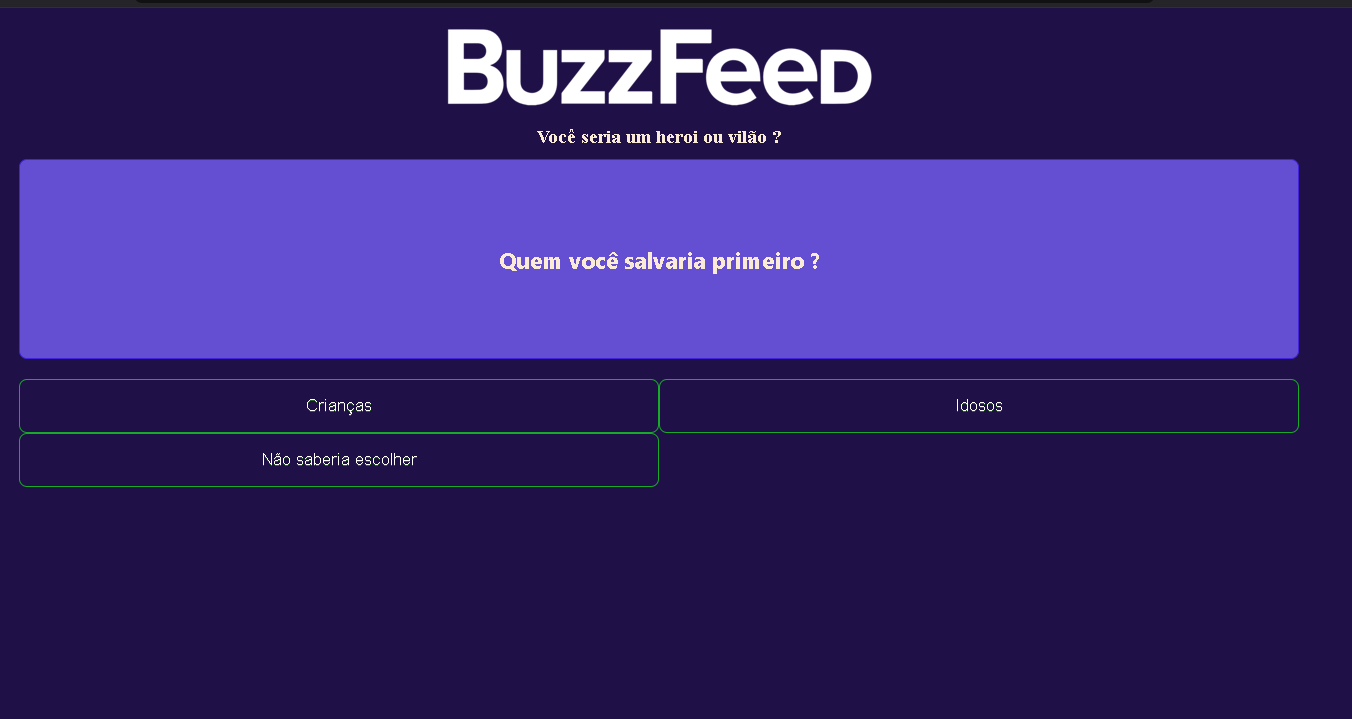 BuzzFeed
Você seria um heroi ou vilão ?
Quem você salvaria primeiro ?
Crianças
Idosos
Não saberia escolher